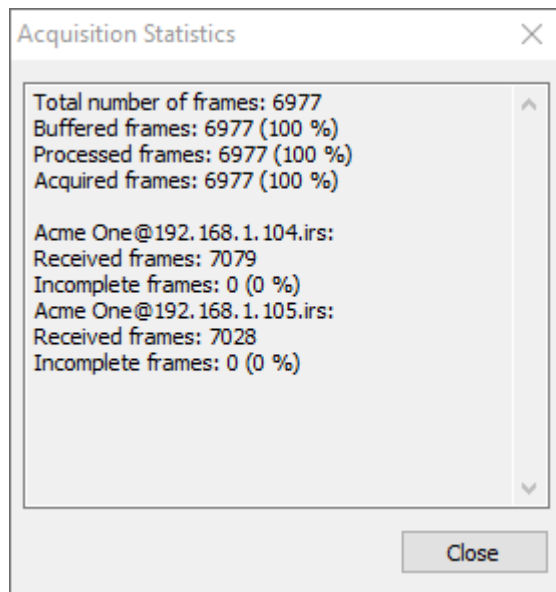 Acquisition Statistics
Total number of frames: 6977
Buffered frames: 6977 (100 %)
Processed frames: 6977 (100 %)
Acquired frames: 6977 (100 %)
Acme One@192.168.1.104.irs:
Received frames: 7079
Incomplete frames: 0 (0 %)
Acme One@192.168.1.105.irs:
Received frames: 7028
Incomplete frames: 0 (0 %)
Close